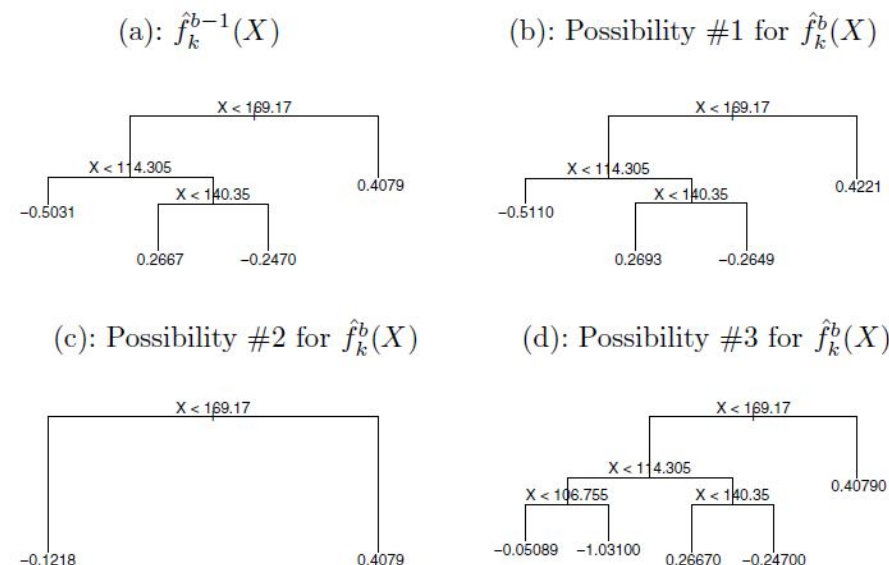 (a): $\hat{f}_k^{b-1}(X)$
X < 169.17
X < 114.305
X < 140.35
−0.5031
0.4079
0.2667
−0.2470
(b): Possibility #1 for $\hat{f}_k^b(X)$
X < 169.17
X < 114.305
X < 140.35
−0.5110
0.4221
0.2693
−0.2649
(c): Possibility #2 for $\hat{f}_k^b(X)$
X < 169.17
−0.1218
0.4079
(d): Possibility #3 for $\hat{f}_k^b(X)$
X < 169.17
X < 114.305
0.40790
X < 106.755
X < 140.35
−0.05089
−1.03100
0.26670
−0.24700